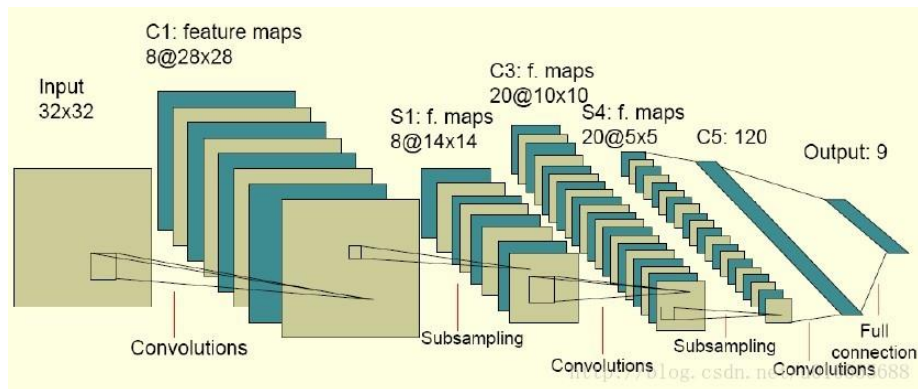 C1: feature maps
8@28x28
Input
32x32
C3: f. maps
20@10x10
S1: f. maps
8@14x14
S4: f. maps
20@5x5
C5: 120
Output: 9
Convolutions
Subsampling
Convolutions
Subsampling
Convolutions
Full
connection